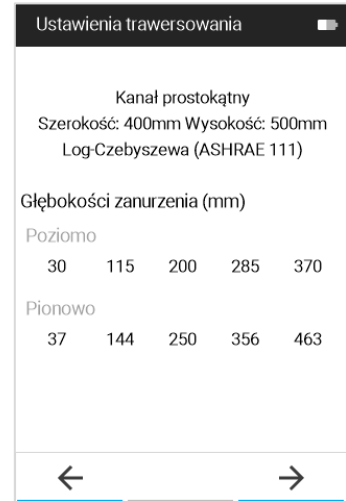 Ustawienia trawersowania
Kanał prostokątny
Szerokość: 400mm Wysokość: 500mm
Log-Czebyszewa (ASHRAE 111)
Głębokości zanurzenia (mm)
Poziomo
30 115 200 285 370
Pionowo
37 144 250 356 463